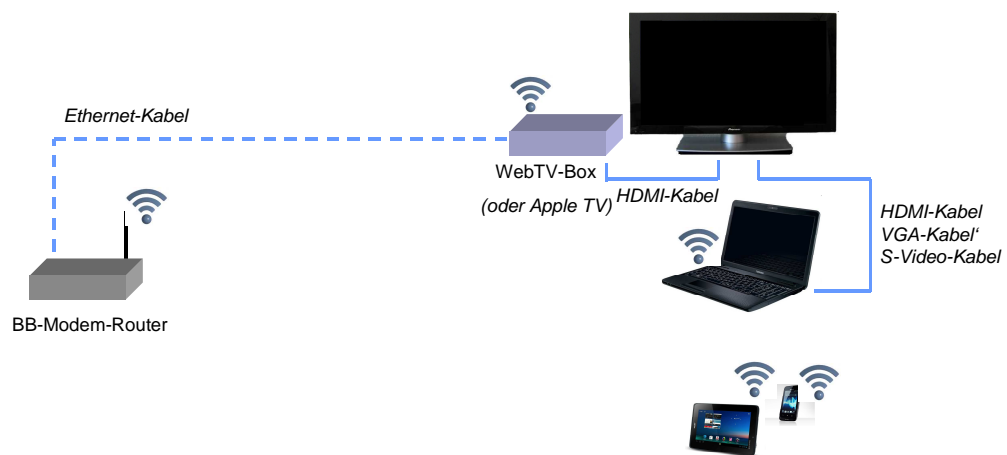 Ethernet-Kabel
WebTV-Box
(oder Apple TV)
HDMI-Kabel
HDMI-Kabel
VGA-Kabel‘
S-Video-Kabel
BB-Modem-Router